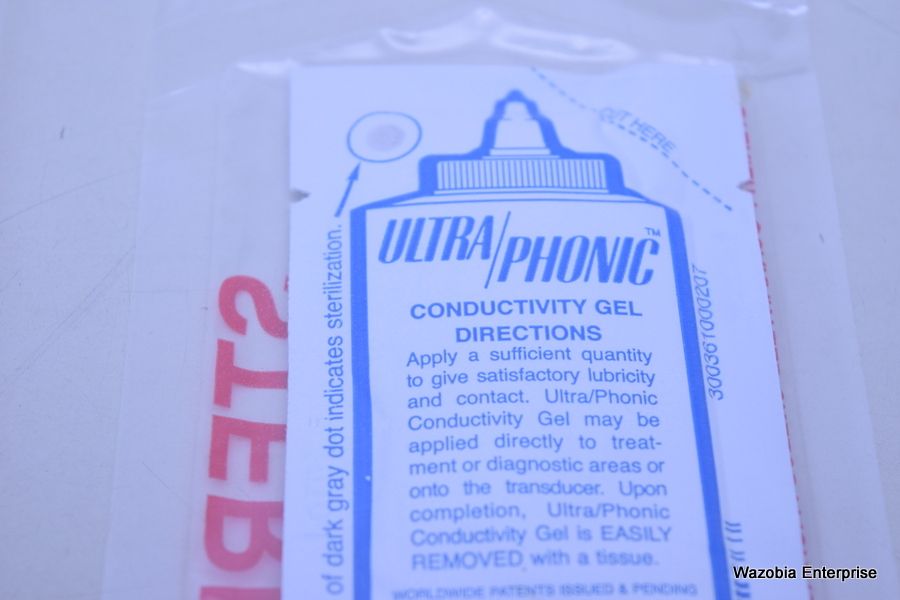 CUT HERE
ULTRA/PHONIC™
CONDUCTIVITY GEL
DIRECTIONS
Apply a sufficient quantity
to give satisfactory lubricity
and contact. Ultra/Phonic
Conductivity Gel may be
applied directly to treat-
ment or diagnostic areas or
onto the transducer. Upon
completion, Ultra/Phonic
Conductivity Gel is EASILY
REMOVED with a tissue.
WORLDWIDE PATENTS ISSUED & PENDING
of dark gray dot indicates sterilization.
300361000207
Wazobia Enterprise